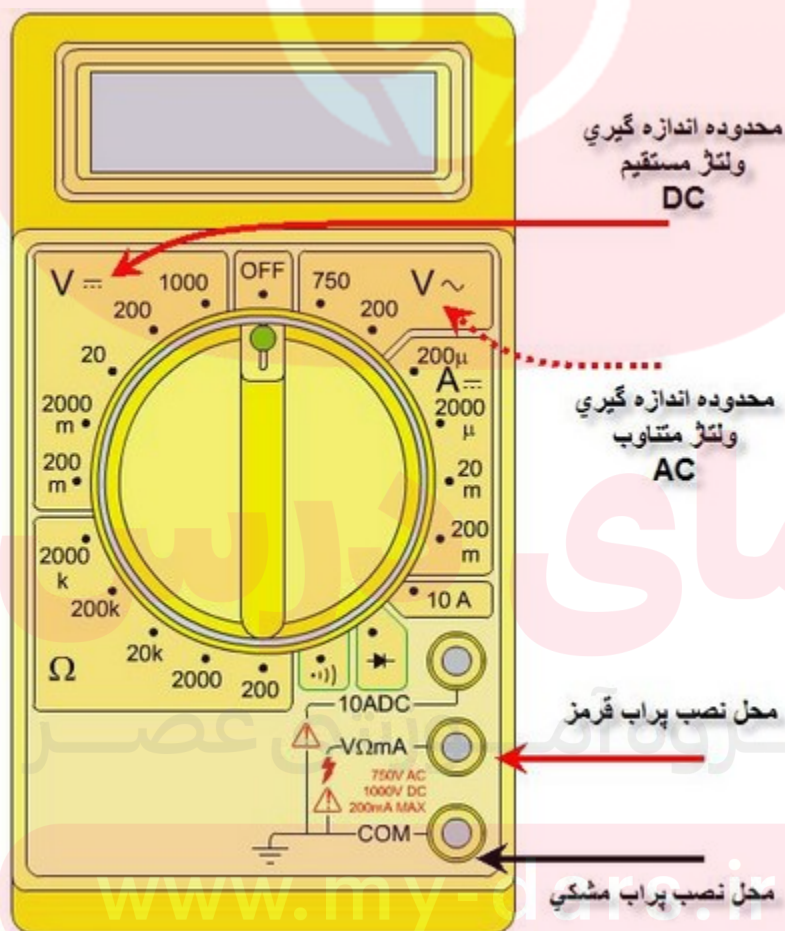 محدوده اندازه گيري
ولتاژ مستقيم
DC
V ⎓
1000
OFF
750
V ~
200
200
20
200µ
A ⎓
2000
m
2000
µ
200
m
20
m
200
m
محدوده اندازه گيري
ولتاژ متناوب
AC
2000
k
200k
20k
2000
200
Ω
10 A
10ADC
VΩmA
750V AC
1000V DC
200mA MAX
COM
محل نصب پراب قرمز
محل نصب پراب مشكي
www.my-dars.ir